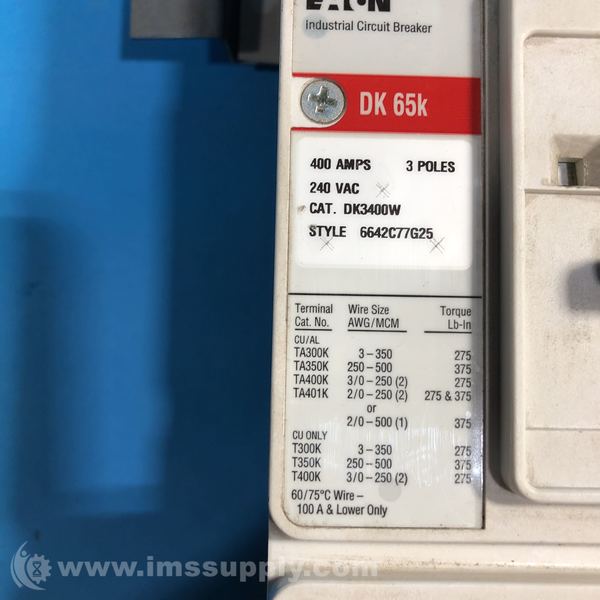 EATON
Industrial Circuit Breaker
DK 65k
400 AMPS 3 POLES
240 VAC
CAT. DK3400W
STYLE 6642C77G25
Terminal Wire Size Torque
Cat. No. AWG/MCM Lb-In
CU/AL
TA300K 3-350 275
TA350K 250-500 375
TA400K 3/0-250 (2) 275
TA401K 2/0-250 (2) 275 & 375
or
2/0-500 (1) 375
CU ONLY
T300K 3-350 275
T350K 250-500 375
T400K 3/0-250 (2) 275
60/75°C Wire –
100 A & Lower Only
www.imssupply.com